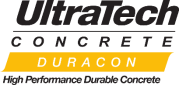 UltraTech
CONCRETE
DURACON
High Performance Durable Concrete